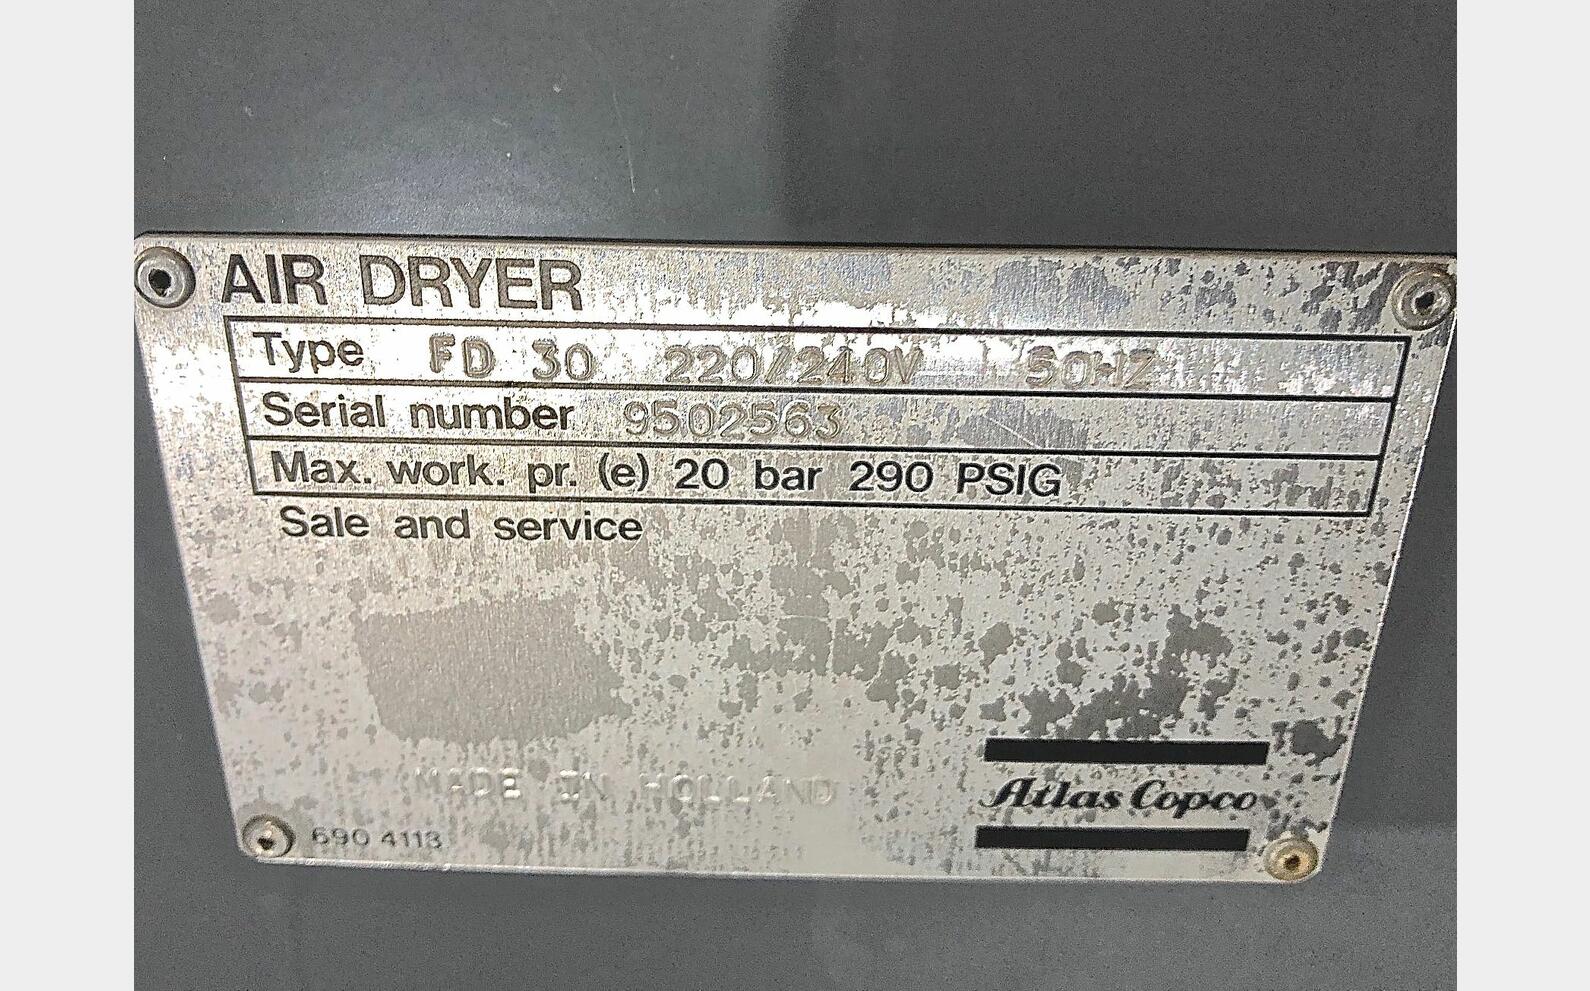 AIR DRYER
Type FD 30 220/240V 50HZ
Serial number 9502563
Max. work. pr. (e) 20 bar 290 PSIG
Sale and service
MADE IN HOLLAND
Atlas Copco
690 4113